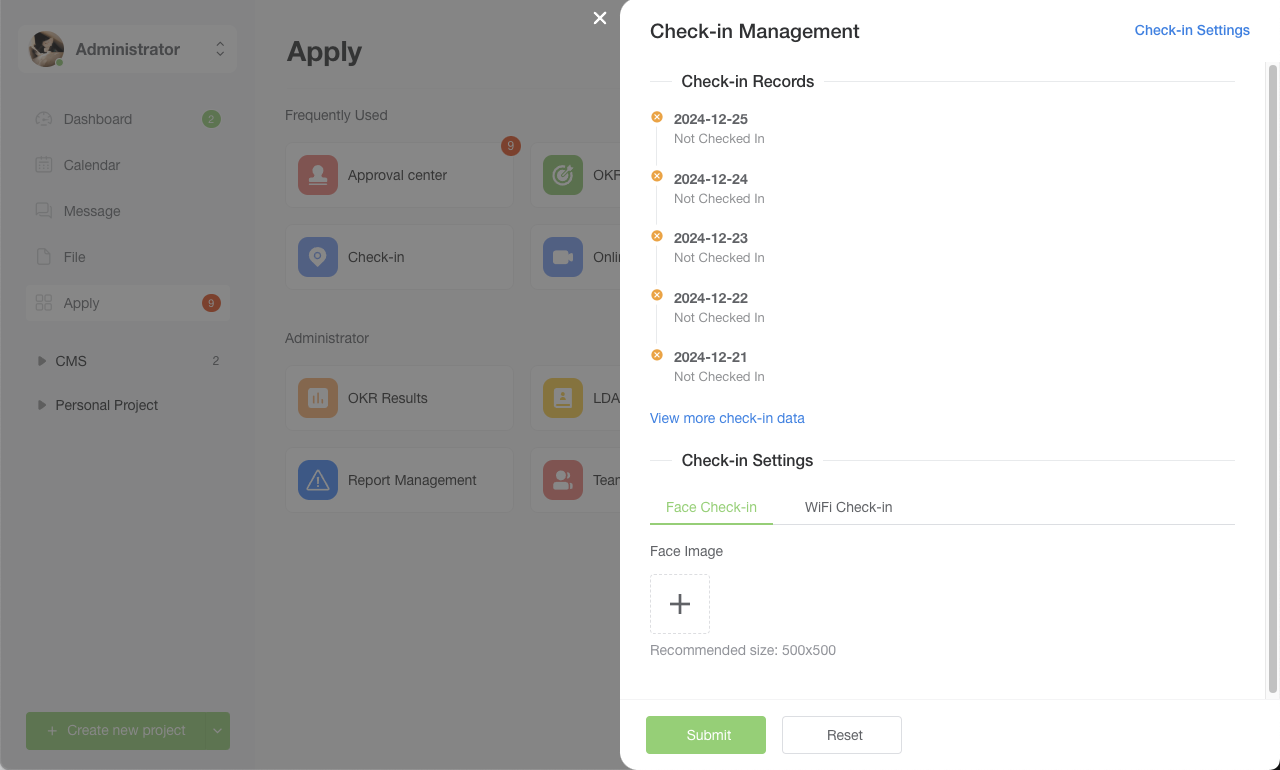 Administrator
Dashboard
2
Calendar
Message
File
Apply
9
CMS
2
Personal Project
Create new project
Apply
Frequently Used
Approval center
9
OKR
Check-in
Onli
Administrator
OKR Results
LDA
Report Management
Tear
Check-in Management
Check-in Settings
Check-in Records
2024-12-25
Not Checked In
2024-12-24
Not Checked In
2024-12-23
Not Checked In
2024-12-22
Not Checked In
2024-12-21
Not Checked In
View more check-in data
Check-in Settings
Face Check-in
WiFi Check-in
Face Image
Recommended size: 500x500
Submit
Reset